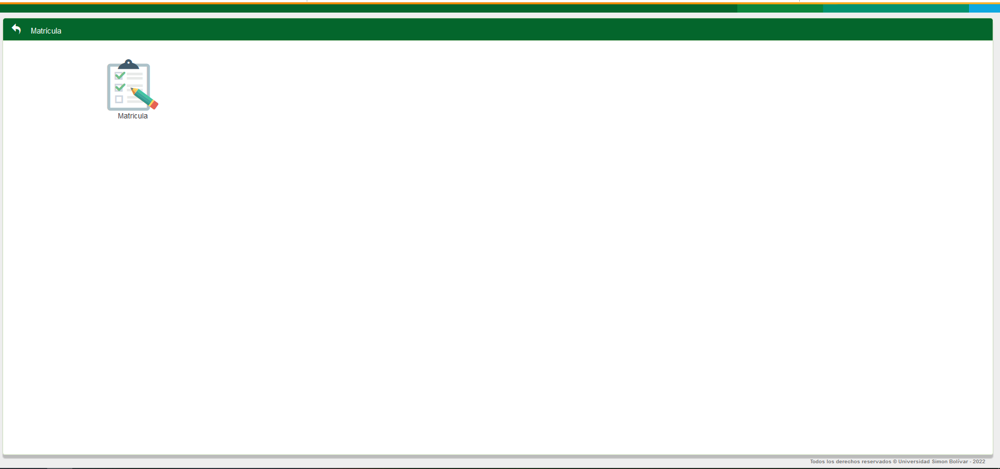 Matrícula
Matricula
Todos los derechos reservados © Universidad Simon Bolívar - 2022